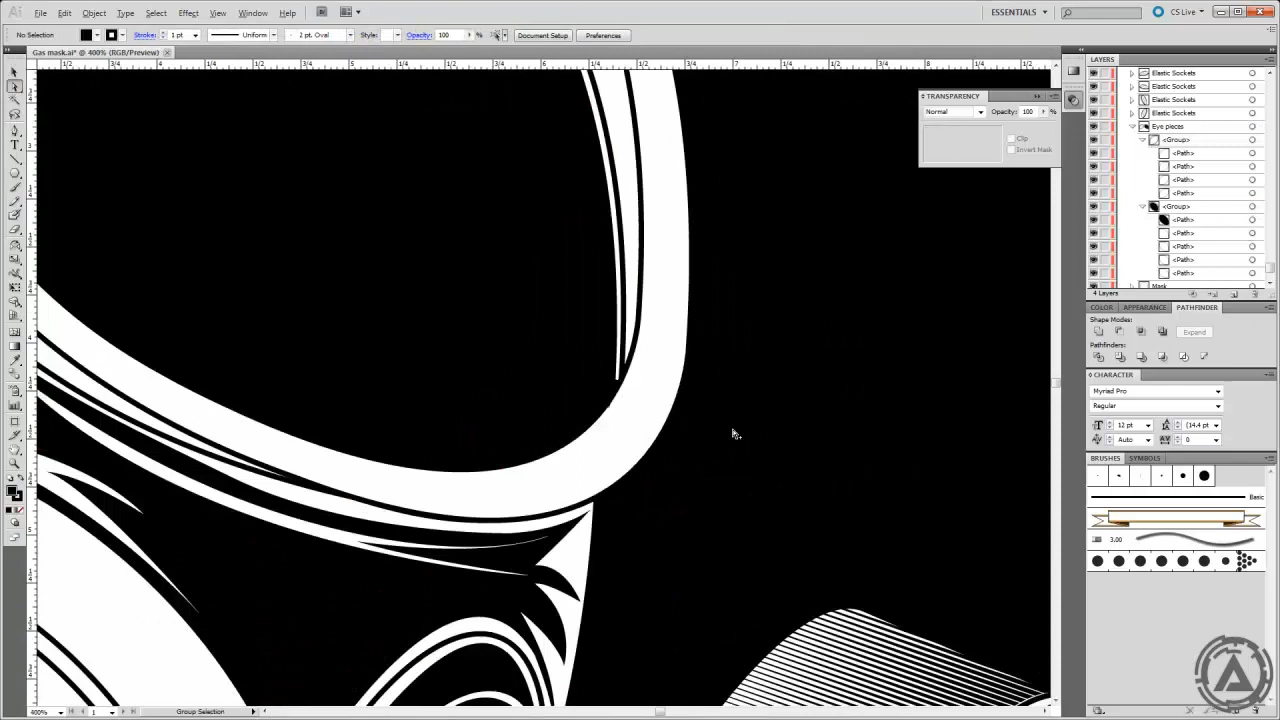 Ai File Edit Object Type Select Effect View Window Help Br ESSENTIALS CS Live
No Selection Stroke: 1 pt Uniform 2 pt. Oval Style: Opacity: 100 % Document Setup Preferences
Gas mask.ai* @ 400% (RGB/Preview)
LAYERS
Elastic Sockets
Elastic Sockets
Elastic Sockets
Elastic Sockets
Eye pieces
<Group>
<Path>
<Path>
<Path>
<Path>
<Group>
<Path>
<Path>
<Path>
<Path>
<Path>
Mask
4 Layers
TRANSPARENCY
Normal Opacity: 100 %
Clip
Invert Mask
COLOR APPEARANCE PATHFINDER
Shape Modes:
Expand
Pathfinders:
CHARACTER
Myriad Pro
Regular
12 pt (14.4 pt
Auto 0
BRUSHES SYMBOLS
Basic
3.00
400% 1 Group Selection